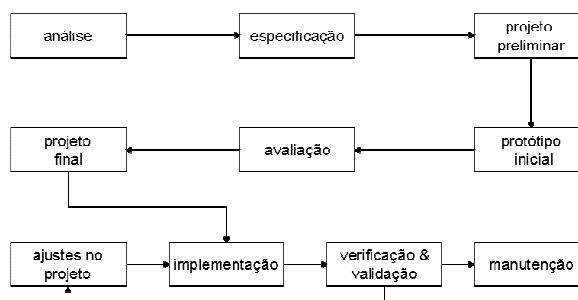 análise
especificação
projeto
preliminar
projeto
final
avaliação
protótipo
inicial
ajustes no
projeto
implementação
verificação &
validação
manutenção